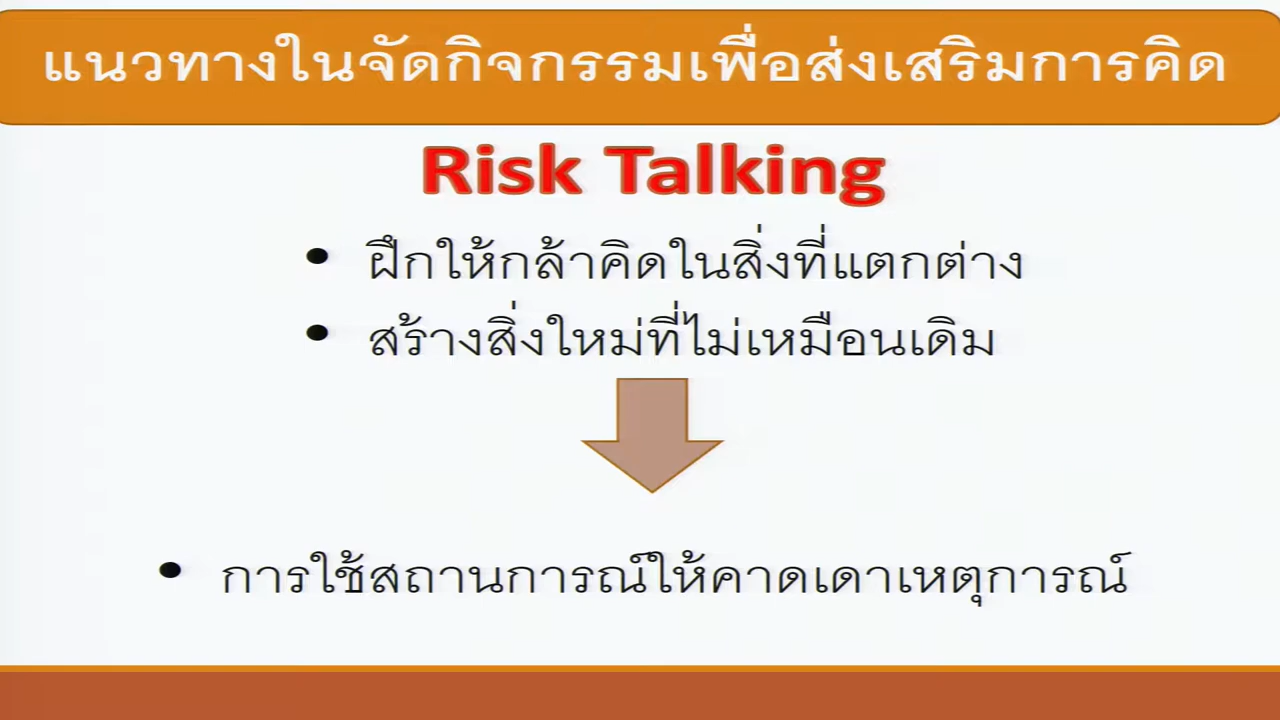 แนวทางในจัดกิจกรรมเพื่อส่งเสริมการคิด
Risk Talking
• ฝึกให้กล้าคิดในสิ่งที่แตกต่าง
• สร้างสิ่งใหม่ที่ไม่เหมือนเดิม
• การใช้สถานการณ์ให้คาดเดาเหตุการณ์